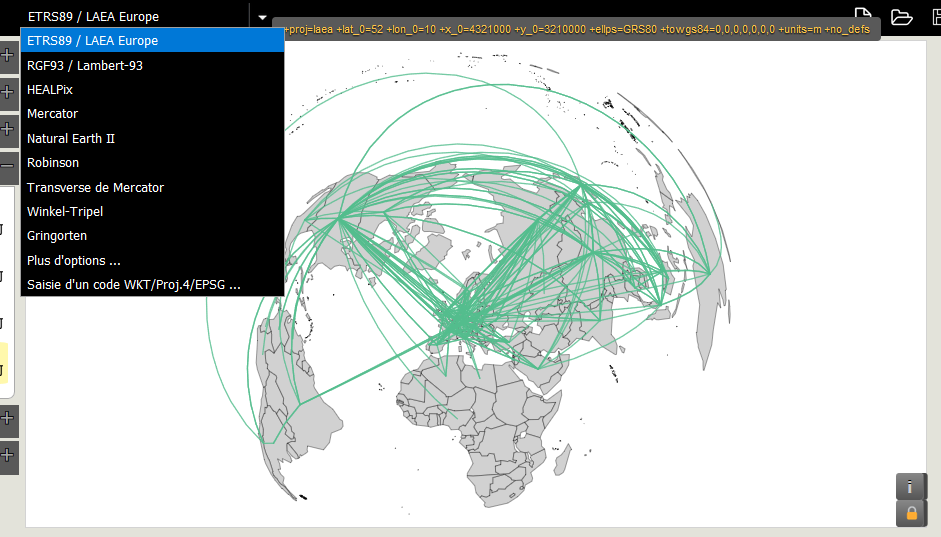 ETRS89 / LAEA Europe
+proj=laea +lat_0=52 +lon_0=10 +x_0=4321000 +y_0=3210000 +ellps=GRS80 +towgs84=0,0,0,0,0,0,0 +units=m +no_defs
ETRS89 / LAEA Europe
RGF93 / Lambert-93
HEALPix
Mercator
Natural Earth II
Robinson
Transverse de Mercator
Winkel-Tripel
Gringorten
Plus d'options ...
Saisie d'un code WKT/Proj.4/EPSG ...
i